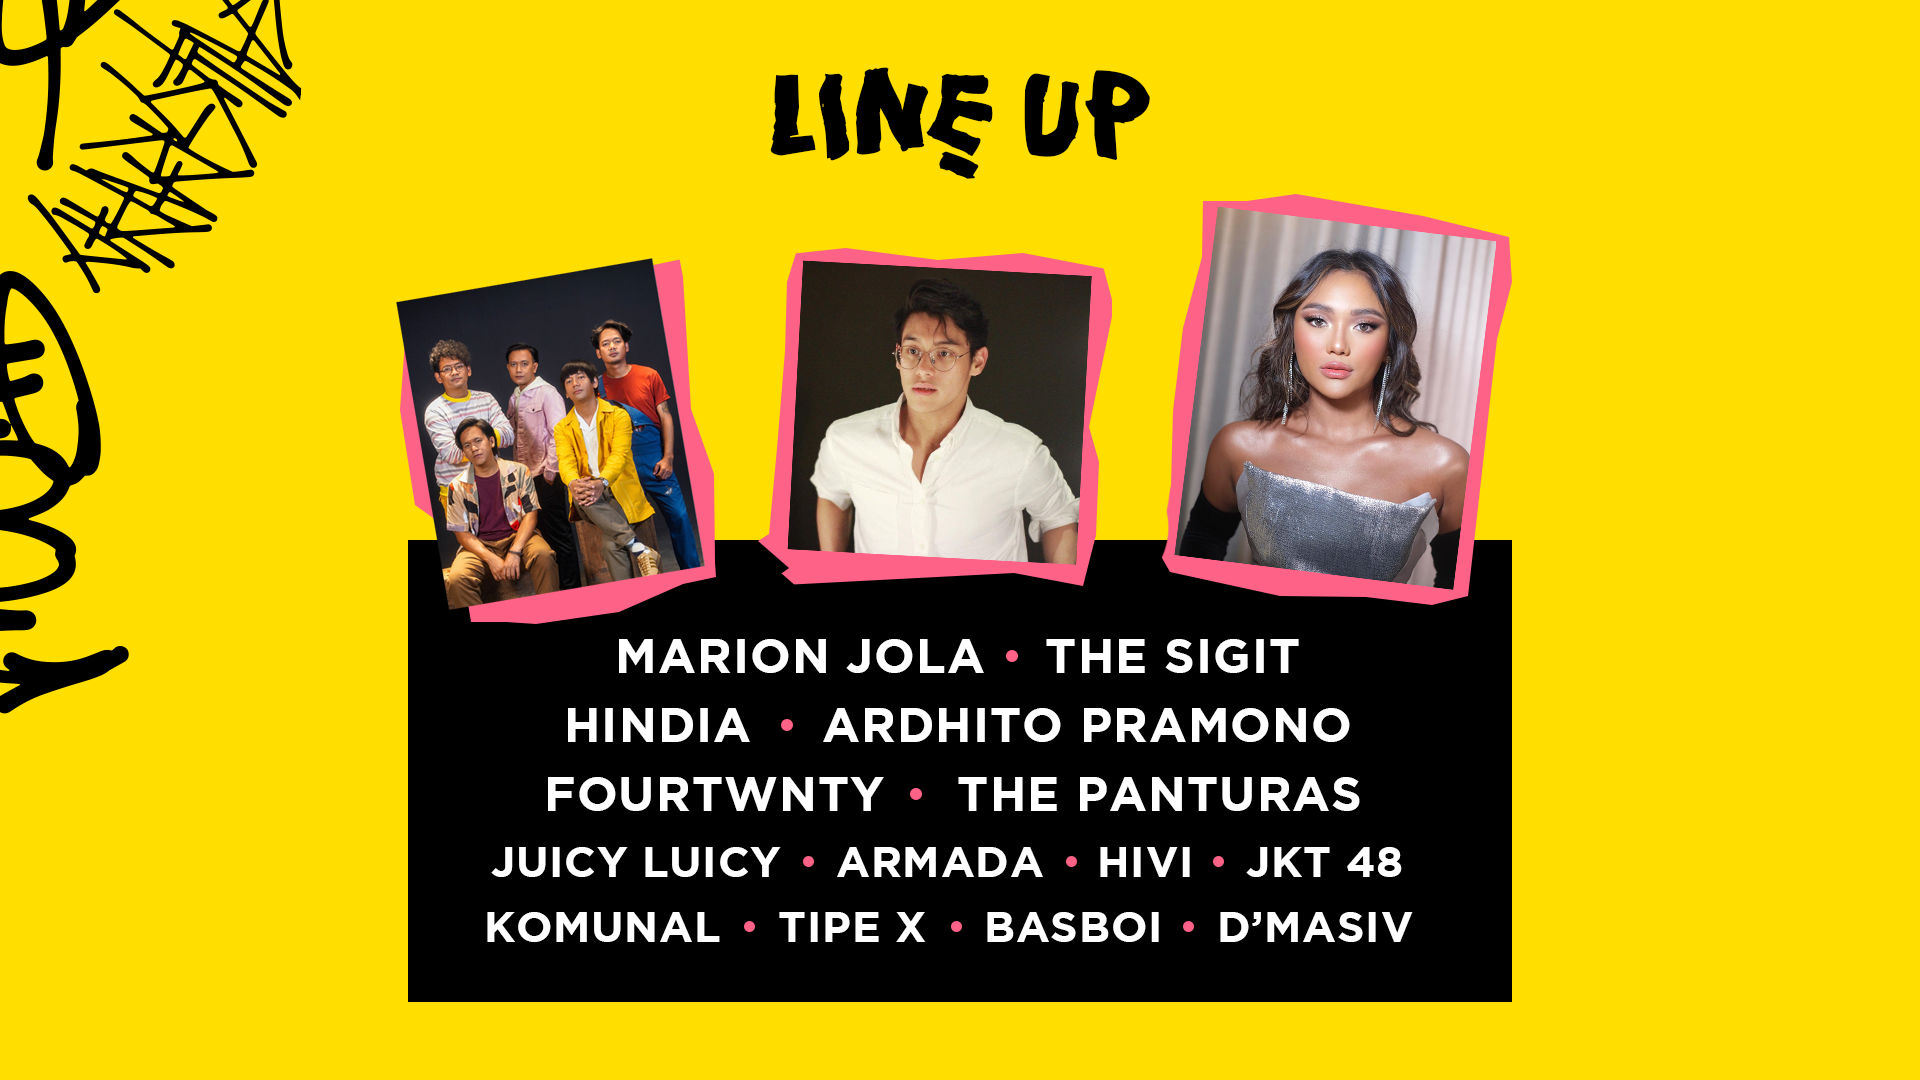 LINE UP
MARION JOLA • THE SIGIT
HINDIA • ARDHITO PRAMONO
FOURTWNTY • THE PANTURAS
JUICY LUICY • ARMADA • HIVI • JKT 48
KOMUNAL • TIPE X • BASBOI • D’MASIV